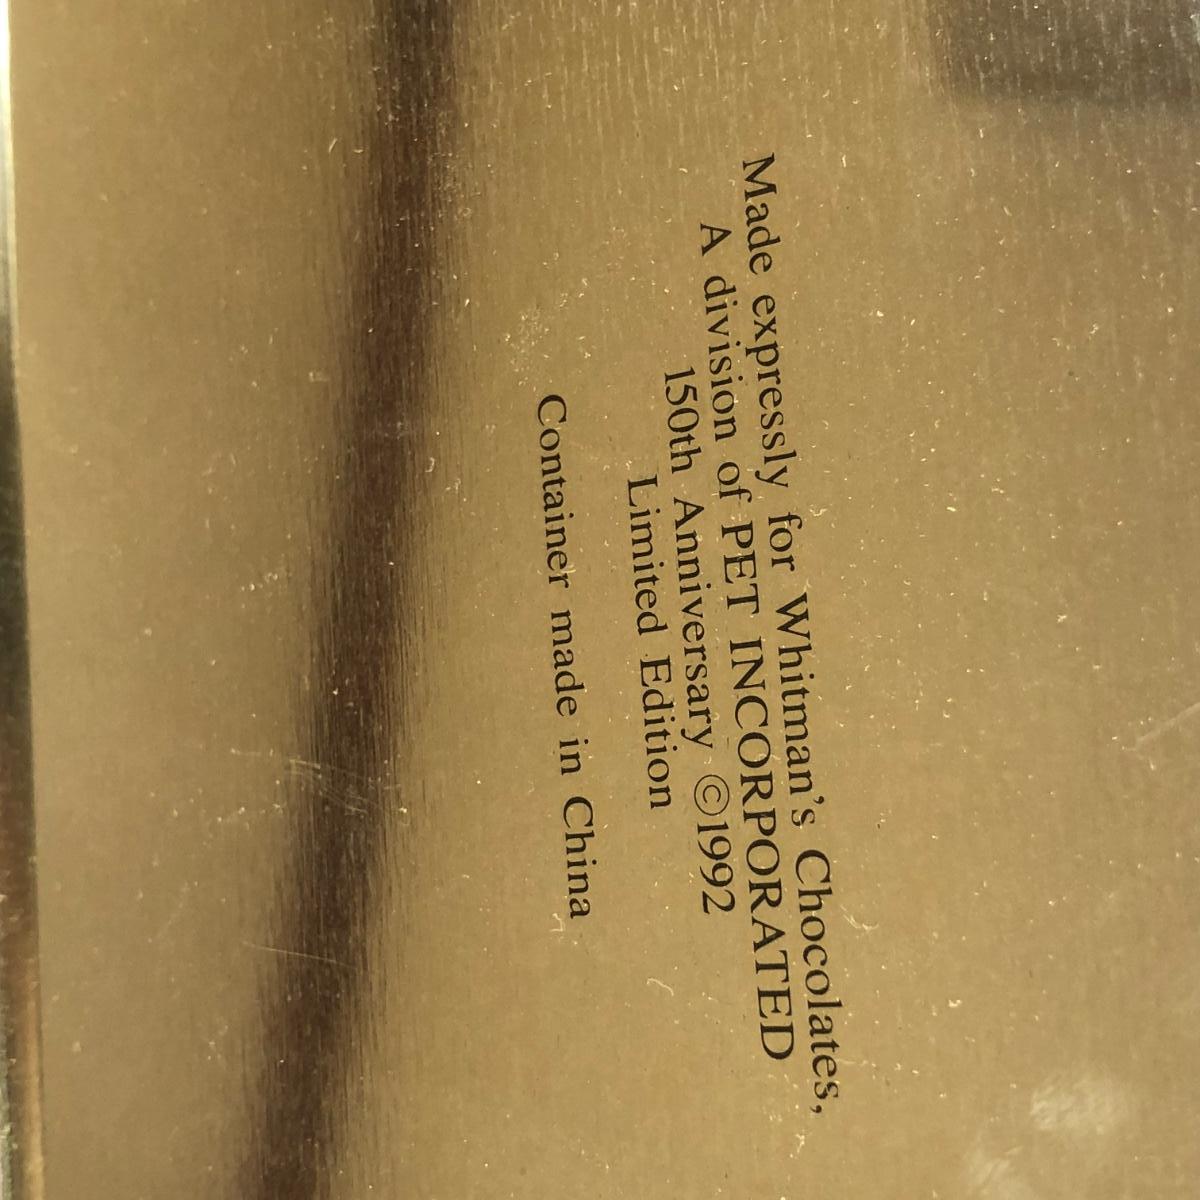 Made expressly for Whitman's Chocolates,
A division of PET INCORPORATED
150th Anniversary ©1992
Limited Edition
Container made in China